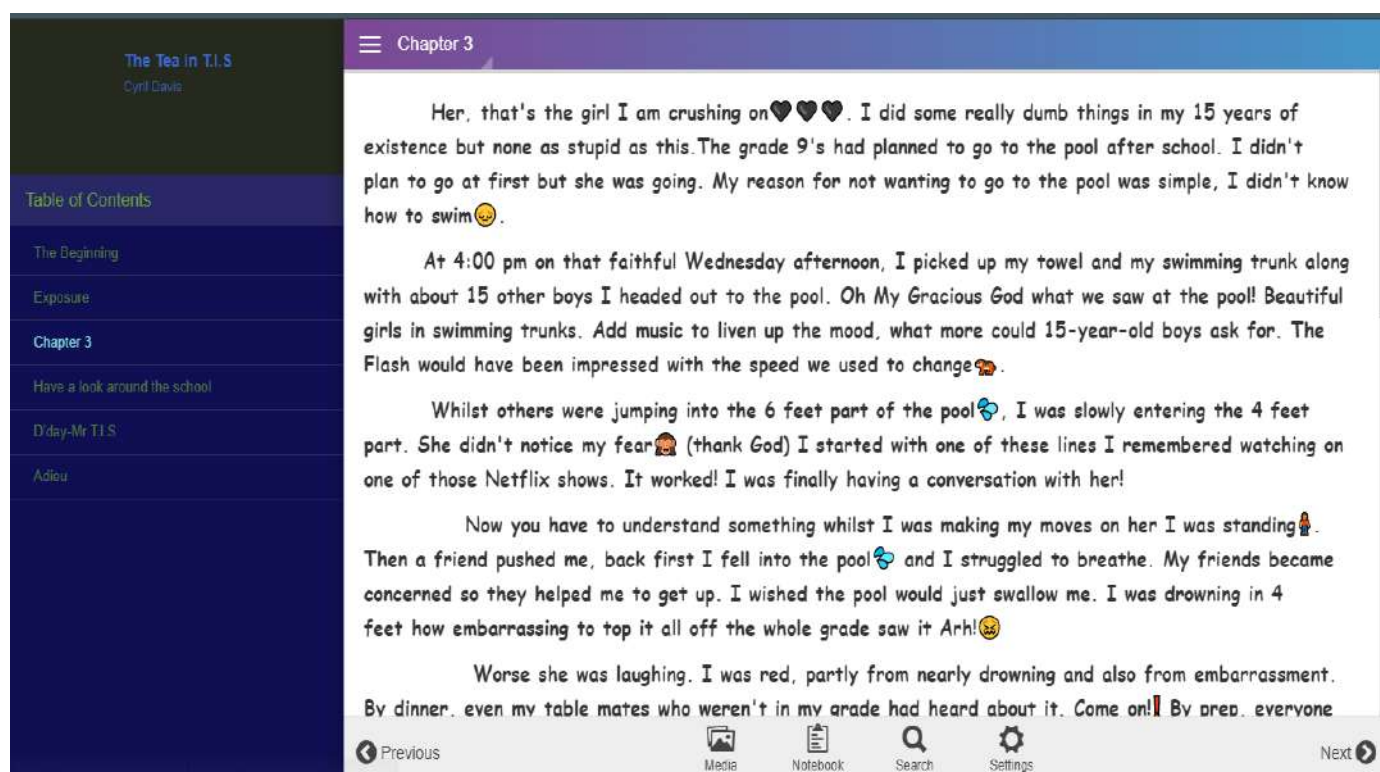 The Tea in T.I.S
Cyril Davis
Table of Contents
The Beginning
Exposure
Chapter 3
Have a look around the school
D'day-Mr T.I.S
Adieu
Chaptor 3
Her, that's the girl I am crushing on🖤🖤🖤. I did some really dumb things in my 15 years of
existence but none as stupid as this.The grade 9's had planned to go to the pool after school. I didn't
plan to go at first but she was going. My reason for not wanting to go to the pool was simple, I didn't know
how to swim😔.
At 4:00 pm on that faithful Wednesday afternoon, I picked up my towel and my swimming trunk along
with about 15 other boys I headed out to the pool. Oh My Gracious God what we saw at the pool! Beautiful
girls in swimming trunks. Add music to liven up the mood, what more could 15-year-old boys ask for. The
Flash would have been impressed with the speed we used to change🐅.
Whilst others were jumping into the 6 feet part of the pool💦, I was slowly entering the 4 feet
part. She didn't notice my fear🙈 (thank God) I started with one of these lines I remembered watching on
one of those Netflix shows. It worked! I was finally having a conversation with her!
Now you have to understand something whilst I was making my moves on her I was standing🧍.
Then a friend pushed me, back first I fell into the pool💦 and I struggled to breathe. My friends became
concerned so they helped me to get up. I wished the pool would just swallow me. I was drowning in 4
feet how embarrassing to top it all off the whole grade saw it Arh!😖
Worse she was laughing. I was red, partly from nearly drowning and also from embarrassment.
By dinner, even my table mates who weren't in my grade had heard about it. Come on!❗ By prep, everyone
Previous
Media
Notebook
Search
Settings
Next